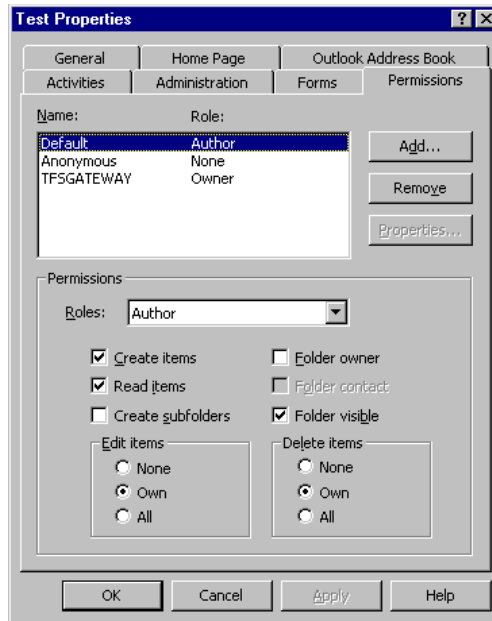 Test Properties
General Home Page Outlook Address Book
Activities Administration Forms Permissions
Name: Role:
Default Author
Anonymous None
TFSGATEWAY Owner
Add...
Remove
Properties...
Permissions
Roles: Author
Create items Folder owner
Read items Folder contact
Create subfolders Folder visible
Edit items Delete items
None None
Own Own
All All
OK Cancel Apply Help